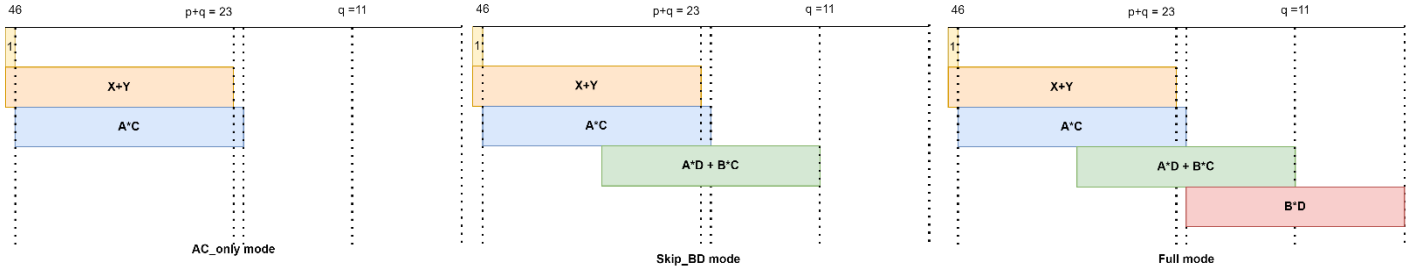 46 p+q = 23 q =11
1
X+Y
A*C
AC_only mode
46 p+q = 23 q =11
1
X+Y
A*C
A*D + B*C
Skip_BD mode
46 p+q = 23 q =11
1
X+Y
A*C
A*D + B*C
B*D
Full mode